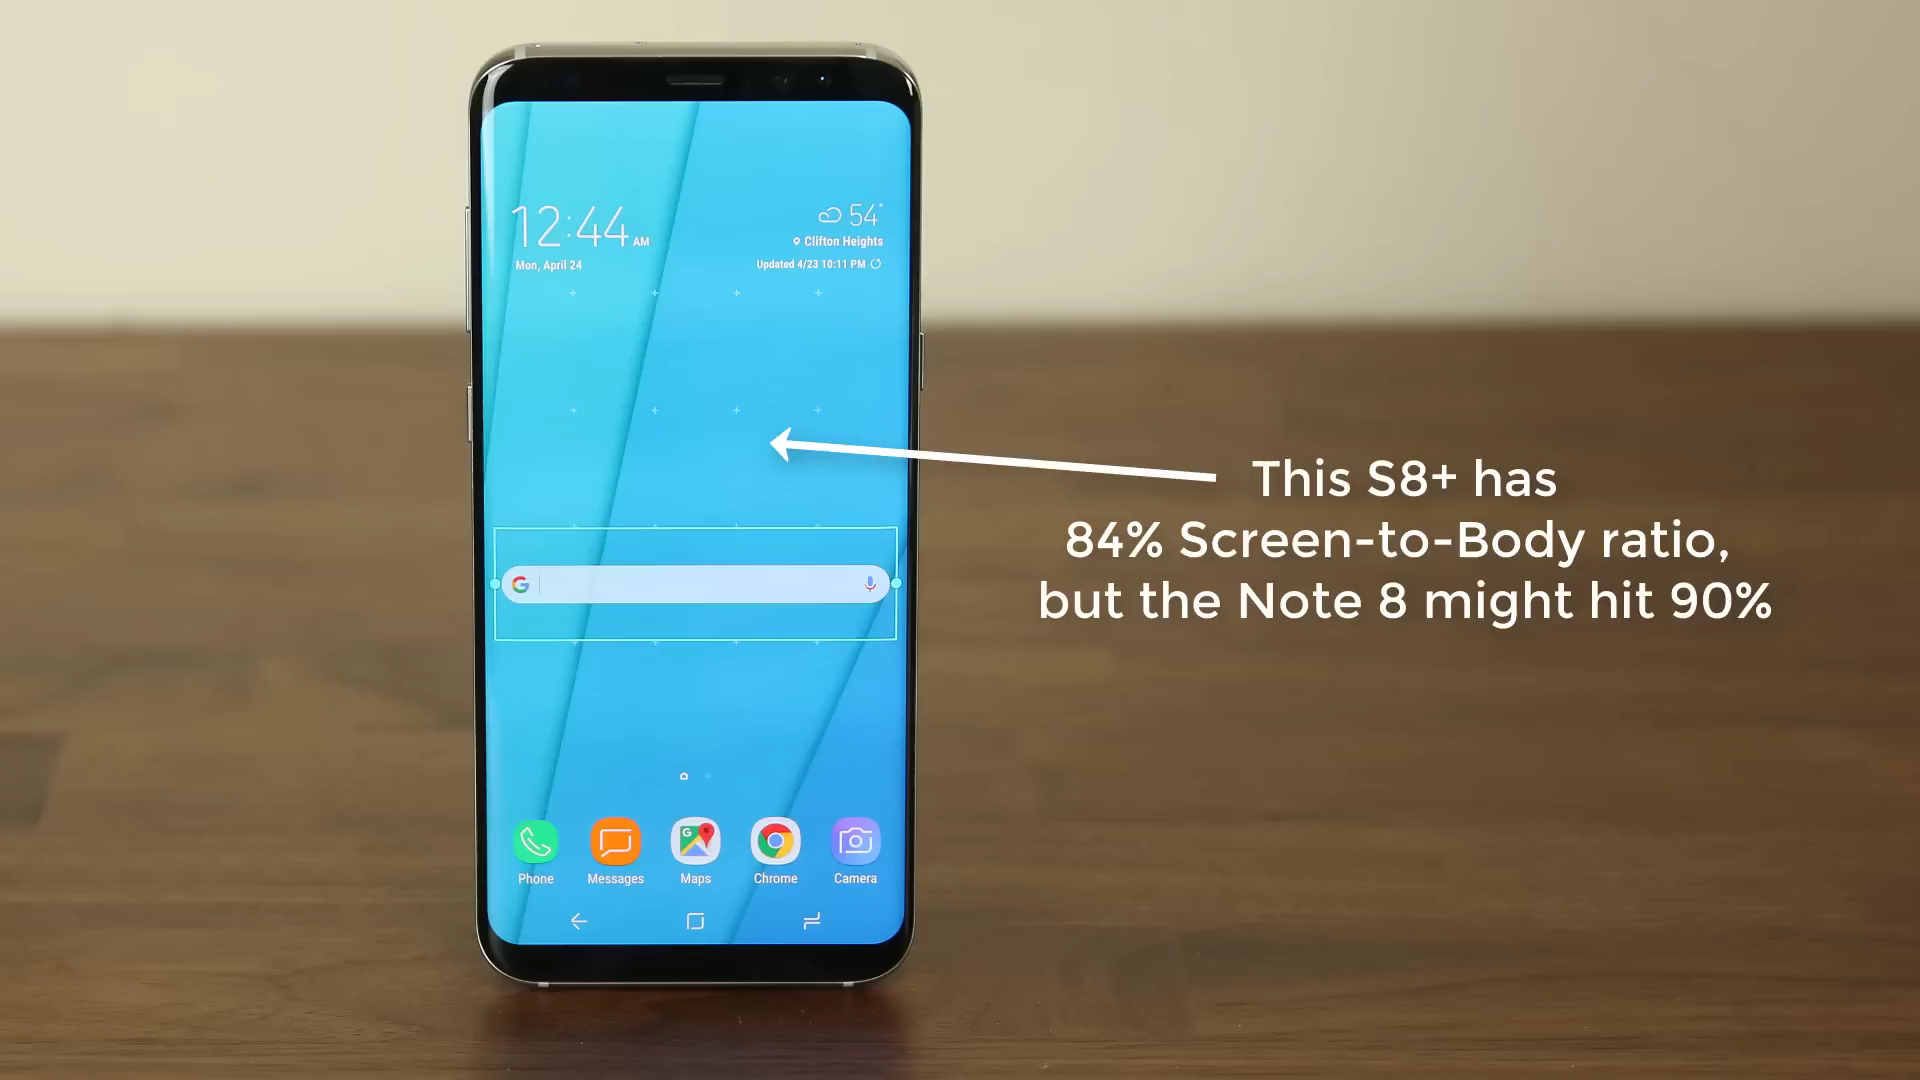 12:44 AM
Mon, April 24
54°
Clifton Heights
Updated 4/23 10:11 PM
This S8+ has
84% Screen-to-Body ratio,
but the Note 8 might hit 90%
G
G
Phone
Messages
Maps
Chrome
Camera